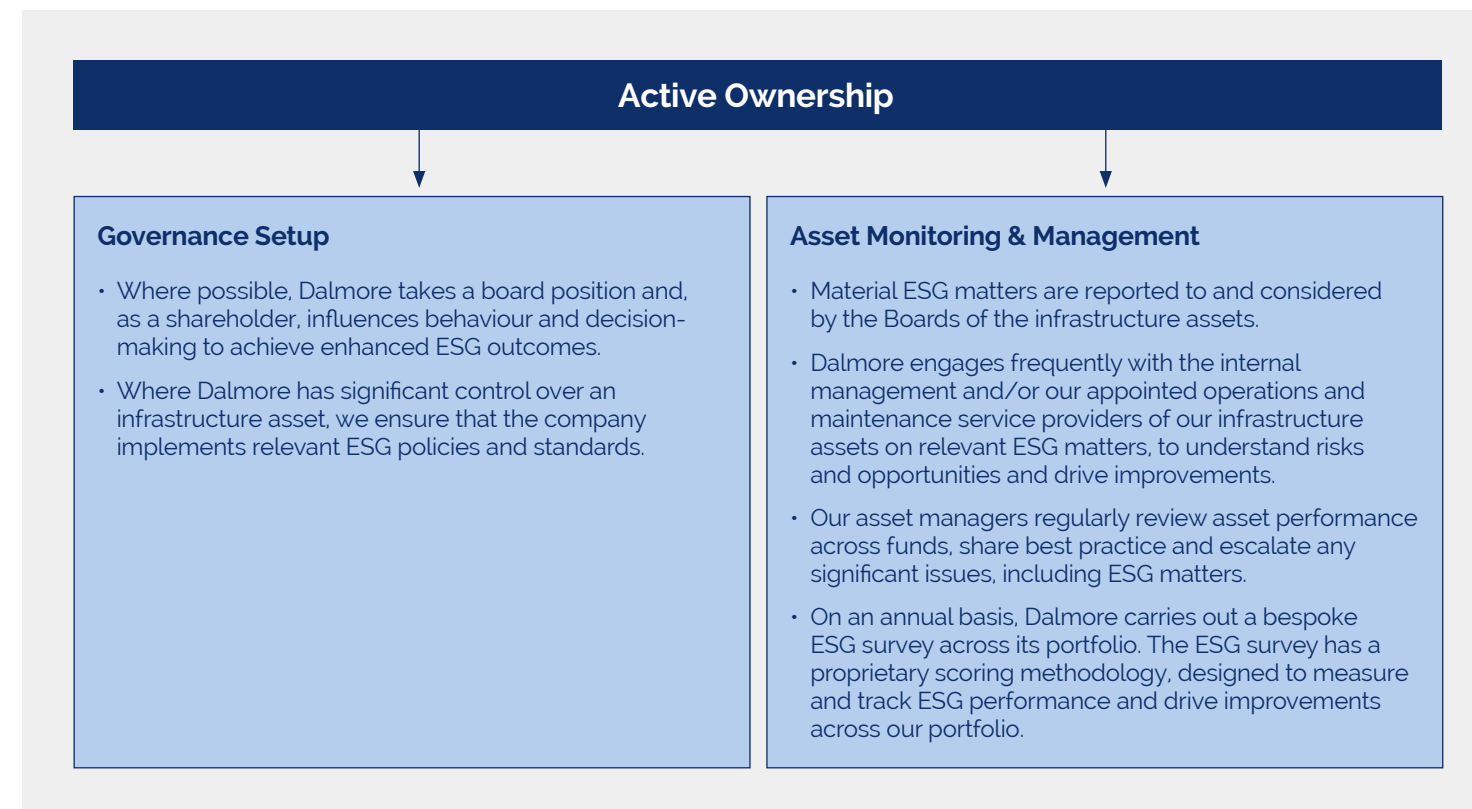 Active Ownership
Governance Setup
• Where possible, Dalmore takes a board position and,
as a shareholder, influences behaviour and decision-
making to achieve enhanced ESG outcomes.
• Where Dalmore has significant control over an
infrastructure asset, we ensure that the company
implements relevant ESG policies and standards.
Asset Monitoring & Management
• Material ESG matters are reported to and considered
by the Boards of the infrastructure assets.
• Dalmore engages frequently with the internal
management and/or our appointed operations and
maintenance service providers of our infrastructure
assets on relevant ESG matters, to understand risks
and opportunities and drive improvements.
• Our asset managers regularly review asset performance
across funds, share best practice and escalate any
significant issues, including ESG matters.
• On an annual basis, Dalmore carries out a bespoke
ESG survey across its portfolio. The ESG survey has a
proprietary scoring methodology, designed to measure
and track ESG performance and drive improvements
across our portfolio.